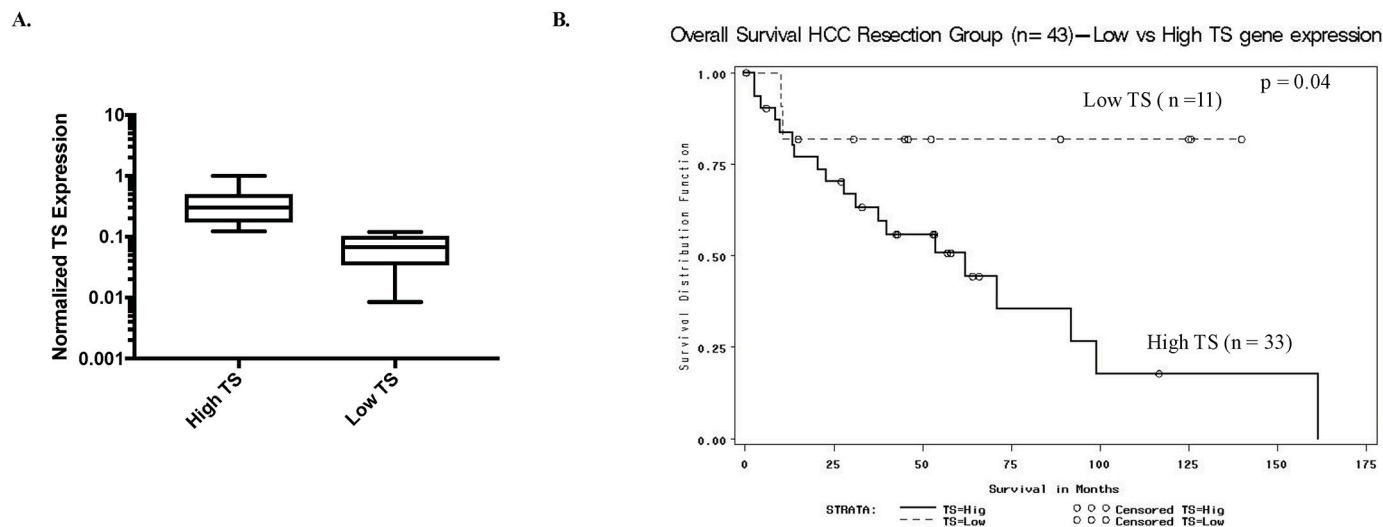 A.
Normalized TS Expression
10
1
0.1
0.01
0.001
High TS
Low TS
B.
Overall Survival HCC Resection Group (n= 43)—Low vs High TS gene expression
Survival Distribution Function
1.00
0.75
0.50
0.25
0.00
p = 0.04
Low TS ( n =11)
High TS (n = 33)
0 25 50 75 100 125 150 175
Survival in Months
STRATA: TS=Hig Censored TS=Hig
TS=Low Censored TS=Low